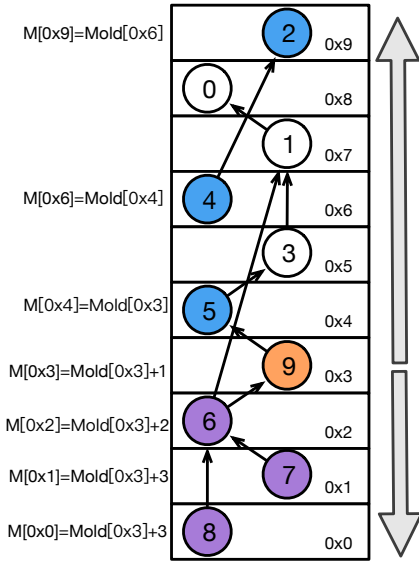 M[0x9]=Mold[0x6] 2 0x9
0 0x8
1 0x7
M[0x6]=Mold[0x4] 4 0x6
3 0x5
M[0x4]=Mold[0x3] 5 0x4
M[0x3]=Mold[0x3]+1 9 0x3
M[0x2]=Mold[0x3]+2 6 0x2
M[0x1]=Mold[0x3]+3 7 0x1
M[0x0]=Mold[0x3]+3 8 0x0